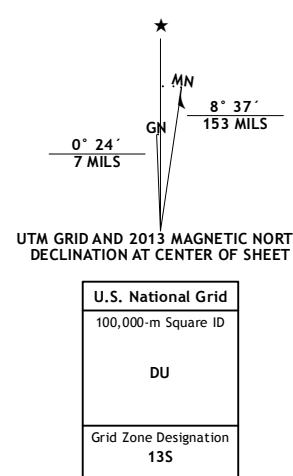 ★
MN
GN
8° 37´
153 MILS
0° 24´
7 MILS
UTM GRID AND 2013 MAGNETIC NORT
DECLINATION AT CENTER OF SHEET
U.S. National Grid
100,000-m Square ID
DU
Grid Zone Designation
13S